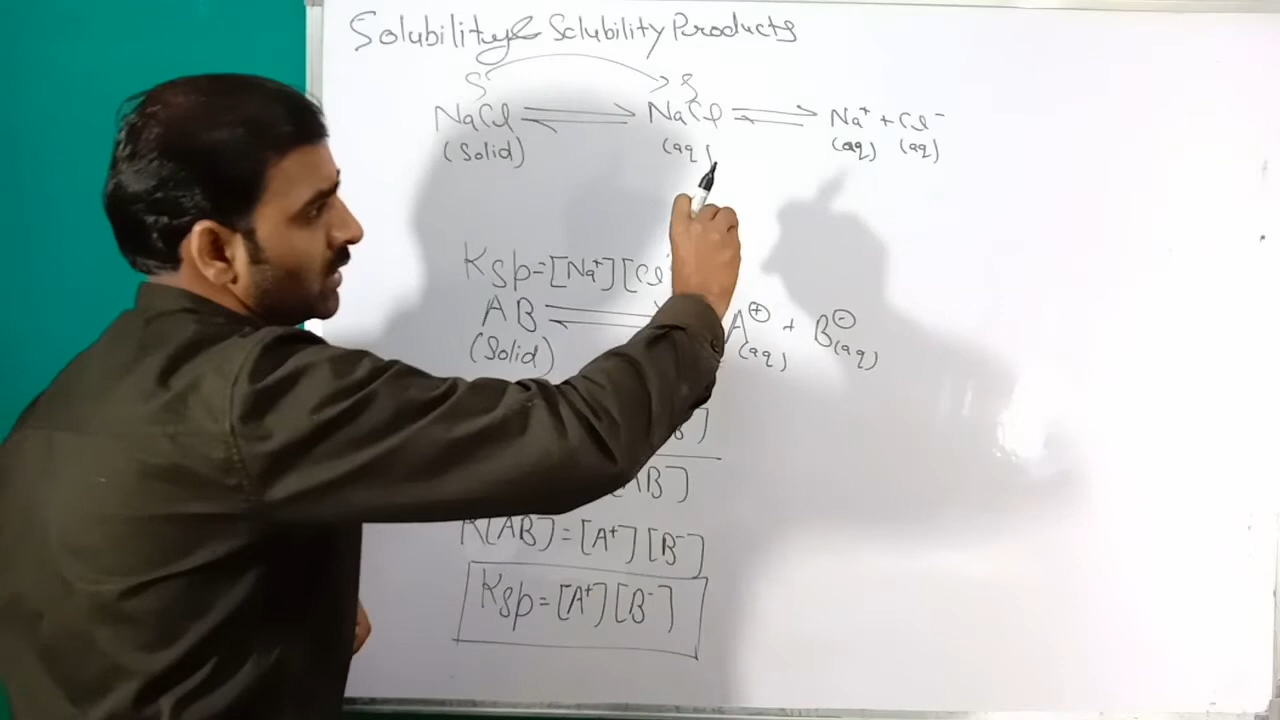 Solubility & Solubility Products
S S
NaCl ⇌ NaCl ⇌ Na⁺ + Cl⁻
(Solid) (aq) (aq) (aq)
Ksp=[Na⁺][Cl
AB ⇌ A⊕ + B⊖
(Solid) (aq) (aq)
B⁻]
[AB]
K[AB]=[A⁺][B⁻]
Ksp=[A⁺][B⁻]